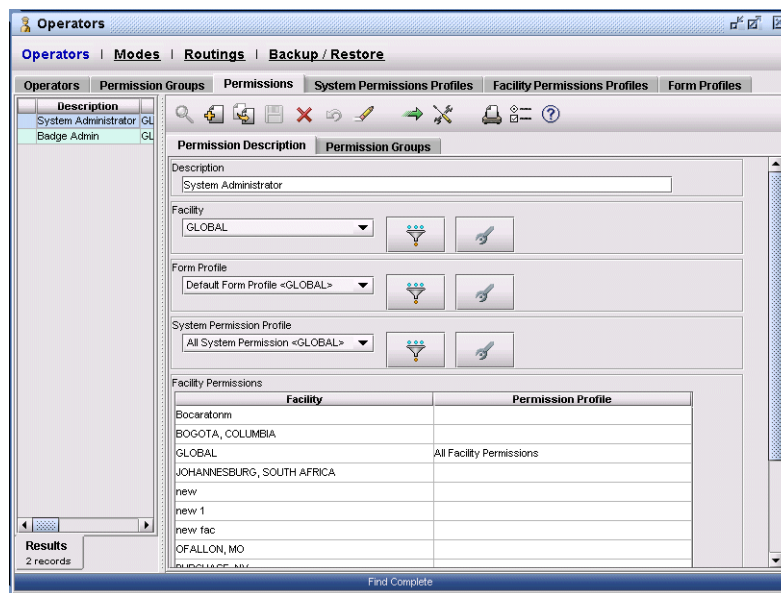 Operators
Operators | Modes | Routings | Backup / Restore
Operators Permission Groups Permissions System Permissions Profiles Facility Permissions Profiles Form Profiles
Description
System Administrator GL
Badge Admin GL
Permission Description Permission Groups
Description
System Administrator
Facility
GLOBAL
Form Profile
Default Form Profile <GLOBAL>
System Permission Profile
All System Permission <GLOBAL>
Facility Permissions
Facility Permission Profile
Bocaratonm
BOGOTA, COLUMBIA
GLOBAL All Facility Permissions
JOHANNESBURG, SOUTH AFRICA
new
new 1
new fac
OFALLON, MO
PURCHASE, NY
Results
2 records
Find Complete